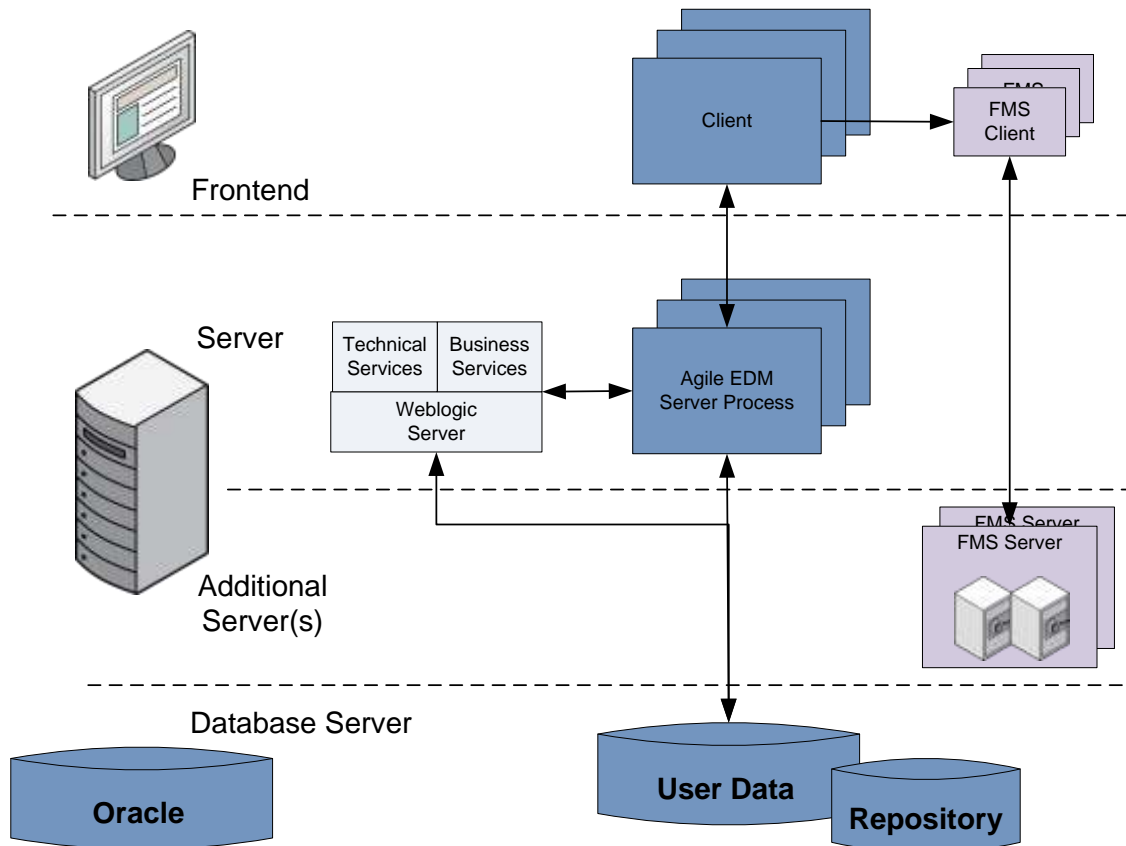 Client
FMS
FMS
Client
Frontend
Server
Technical
Services
Business
Services
Weblogic
Server
Agile EDM
Server Process
FMS Server
FMS Server
Additional
Server(s)
Database Server
Oracle
User Data
Repository